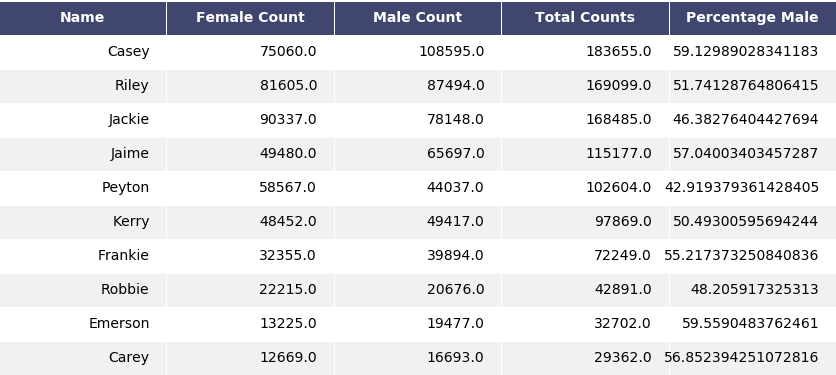 Name Female Count Male Count Total Counts Percentage Male
Casey 75060.0 108595.0 183655.0 59.12989028341183
Riley 81605.0 87494.0 169099.0 51.74128764806415
Jackie 90337.0 78148.0 168485.0 46.38276404427694
Jaime 49480.0 65697.0 115177.0 57.04003403457287
Peyton 58567.0 44037.0 102604.0 42.919379361428405
Kerry 48452.0 49417.0 97869.0 50.49300595694244
Frankie 32355.0 39894.0 72249.0 55.217373250840836
Robbie 22215.0 20676.0 42891.0 48.205917325313
Emerson 13225.0 19477.0 32702.0 59.5590483762461
Carey 12669.0 16693.0 29362.0 56.852394251072816